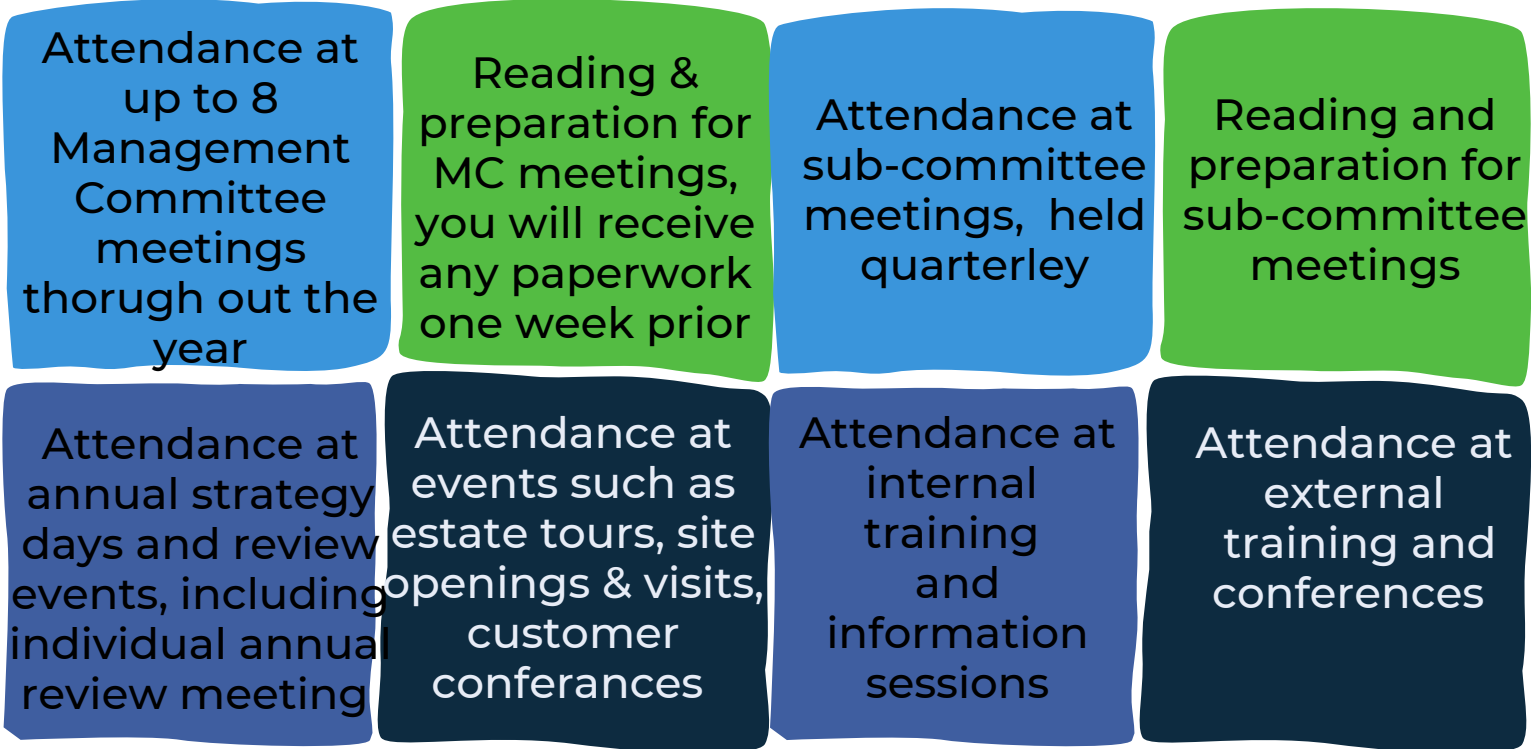 Attendance at
up to 8
Management
Committee
meetings
thorugh out the
year
Reading &
preparation for
MC meetings,
you will receive
any paperwork
one week prior
Attendance at
sub-committee
meetings,  held
quarterley
Reading and
preparation for
sub-committee
meetings
Attendance at
annual strategy
days and review
events, including
individual annual
review meeting
Attendance at
events such as
estate tours, site
openings & visits,
customer
conferances
Attendance at
internal
training
and
information
sessions
Attendance at
external
training and
conferences